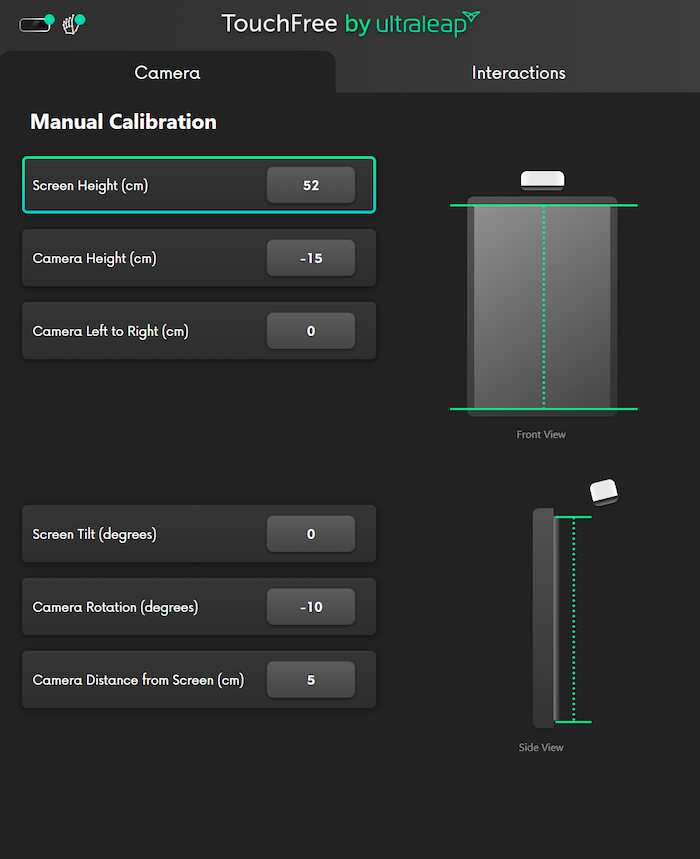 TouchFree by ultraleap
Camera
Interactions
Manual Calibration
Screen Height (cm)
52
Camera Height (cm)
-15
Camera Left to Right (cm)
0
Front View
Screen Tilt (degrees)
0
Camera Rotation (degrees)
-10
Camera Distance from Screen (cm)
5
Side View